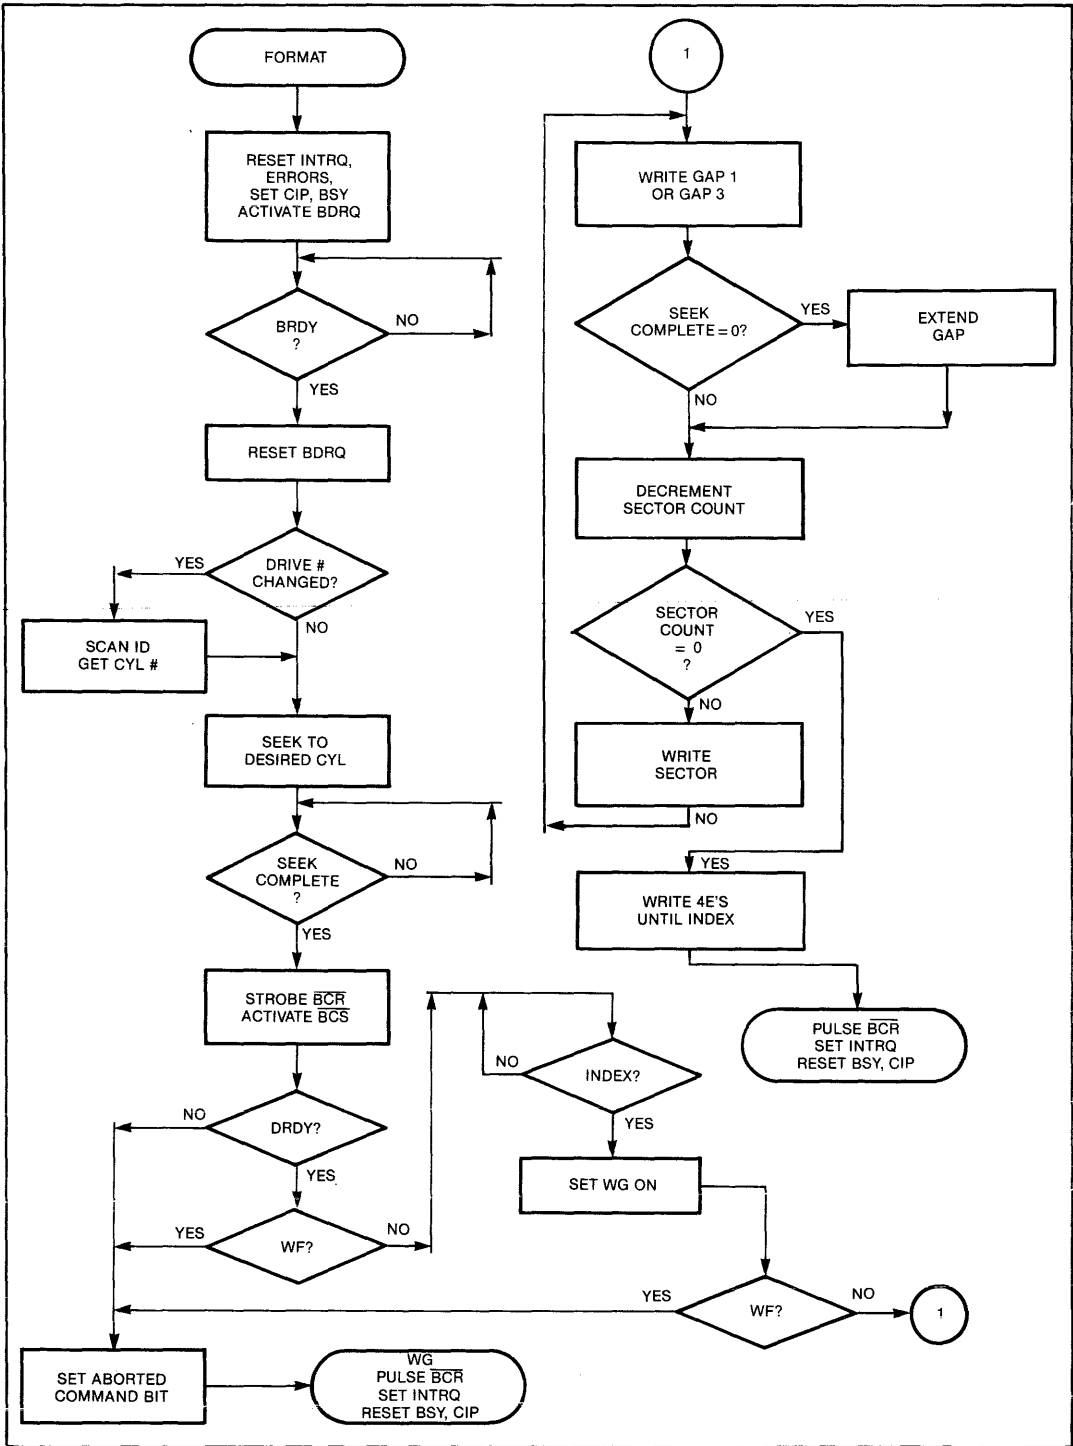 FORMAT
RESET INTRQ,
ERRORS,
SET CIP, BSY
ACTIVATE BDRQ
BRDY
?
NO
YES
RESET BDRQ
DRIVE #
CHANGED?
YES
NO
SCAN ID
GET CYL #
SEEK TO
DESIRED CYL
SEEK
COMPLETE
?
NO
YES
STROBE BCR
ACTIVATE BCS
DRDY?
NO
YES
WF?
YES
NO
SET ABORTED
COMMAND BIT
WG
PULSE BCR
SET INTRQ
RESET BSY, CIP
INDEX?
NO
YES
SET WG ON
WF?
YES
NO
1
1
WRITE GAP 1
OR GAP 3
SEEK
COMPLETE = 0?
YES
EXTEND
GAP
NO
DECREMENT
SECTOR COUNT
SECTOR
COUNT
= 0
?
YES
NO
WRITE
SECTOR
NO
YES
WRITE 4E'S
UNTIL INDEX
PULSE BCR
SET INTRQ
RESET BSY, CIP